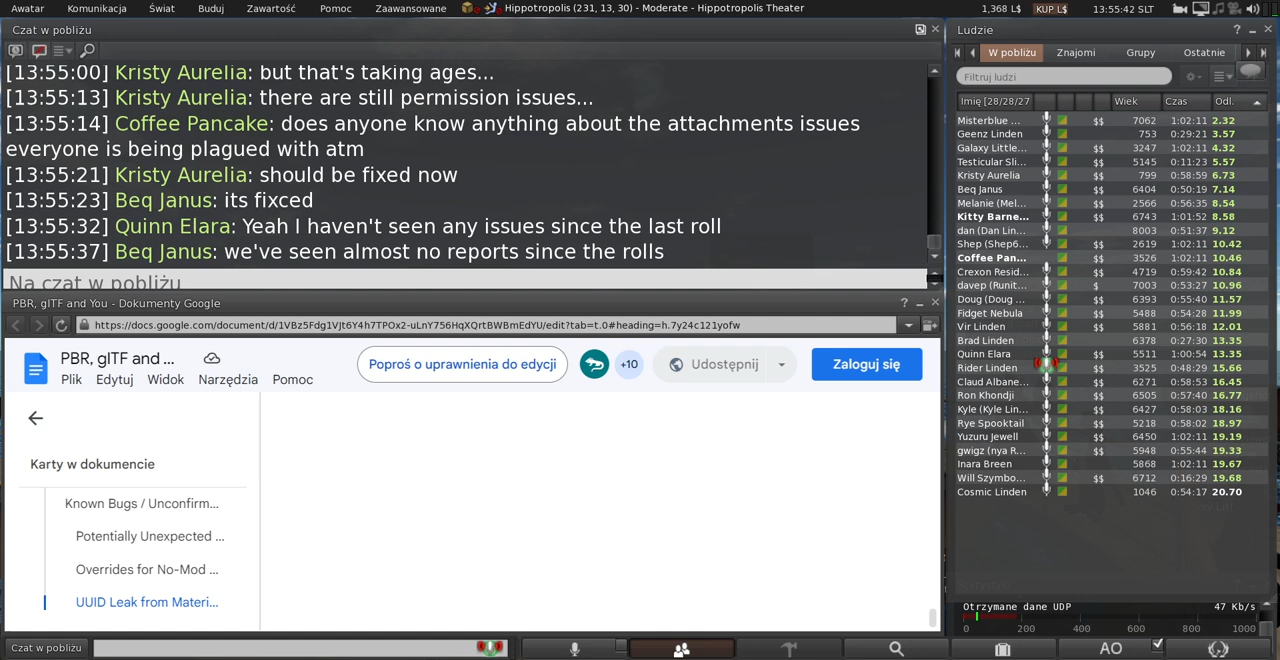 Awatar Komunikacja Świat Buduj Zawartość Pomoc Zaawansowane Hippotropolis (231, 13, 30) - Moderate - Hippotropolis Theater 1,368 L$ KUP L$ 13:55:42 SLT
Czat w pobliżu
[13:55:00] Kristy Aurelia: but that's taking ages...
[13:55:13] Kristy Aurelia: there are still permission issues...
[13:55:14] Coffee Pancake: does anyone know anything about the attachments issues
everyone is being plagued with atm
[13:55:21] Kristy Aurelia: should be fixed now
[13:55:23] Beq Janus: its fixced
[13:55:32] Quinn Elara: Yeah I haven't seen any issues since the last roll
[13:55:37] Beq Janus: we've seen almost no reports since the rolls
Na czat w pobliżu
PBR, glTF and You - Dokumenty Google
https://docs.google.com/document/d/1VBz5Fdg1VJt6Y4h7TPOx2-uLnY756HqXQrtBWBmEdYU/edit?tab=t.0#heading=h.7y24c121yofw
PBR, glTF and ...
Plik Edytuj Widok Narzędzia Pomoc
Poproś o uprawnienia do edycji +10 Udostępnij Zaloguj się
Karty w dokumencie
Known Bugs / Unconfirm...
Potentially Unexpected ...
Overrides for No-Mod ...
UUID Leak from Materi...
Czat w pobliżu
Ludzie
W pobliżu Znajomi Grupy Ostatnie
Filtruj ludzi
Imię [28/28/27 Wiek Czas Odl.
Misterblue ... $$ 7062 1:02:11 2.32
Geenz Linden 753 0:29:21 3.57
Galaxy Little... $$ 3247 1:02:11 4.32
Testicular Sli... $$ 5145 0:11:23 5.57
Kristy Aurelia $$ 799 0:58:59 6.73
Beq Janus $$ 6404 0:50:19 7.14
Melanie (Mel... $$ 2566 0:56:35 8.54
Kitty Barne... $$ 6743 1:01:52 8.58
dan (Dan Lin... 8003 0:51:37 9.12
Shep (Shep6... $$ 2619 1:02:11 10.42
Coffee Pan... $$ 3526 1:02:11 10.46
Crexon Resid... $$ 4719 0:59:42 10.84
davep (Runit... $ 7003 0:53:27 10.96
Doug (Doug ... $$ 6393 0:55:40 11.57
Fidget Nebula $$ 5488 0:54:28 11.99
Vir Linden $$ 5881 0:56:18 12.01
Brad Linden 6378 0:27:30 13.35
Quinn Elara $$ 5511 1:00:54 13.35
Rider Linden $$ 3525 0:48:29 15.66
Claud Albane... $$ 6271 0:58:53 16.45
Ron Khondji $$ 6505 0:57:40 16.77
Kyle (Kyle Lin... $$ 6427 0:58:03 18.16
Rye Spooktail $$ 5218 0:58:02 18.97
Yuzuru Jewell $$ 6450 1:02:11 19.19
gwigz (nya R... $$ 5948 0:55:44 19.33
Inara Breen 5868 1:02:11 19.67
Will Szymbo... $$ 6712 0:16:29 19.68
Cosmic Linden 1046 0:54:17 20.70
Otrzymane dane UDP 47 Kb/s
0 200 400 600 800 1000
AO